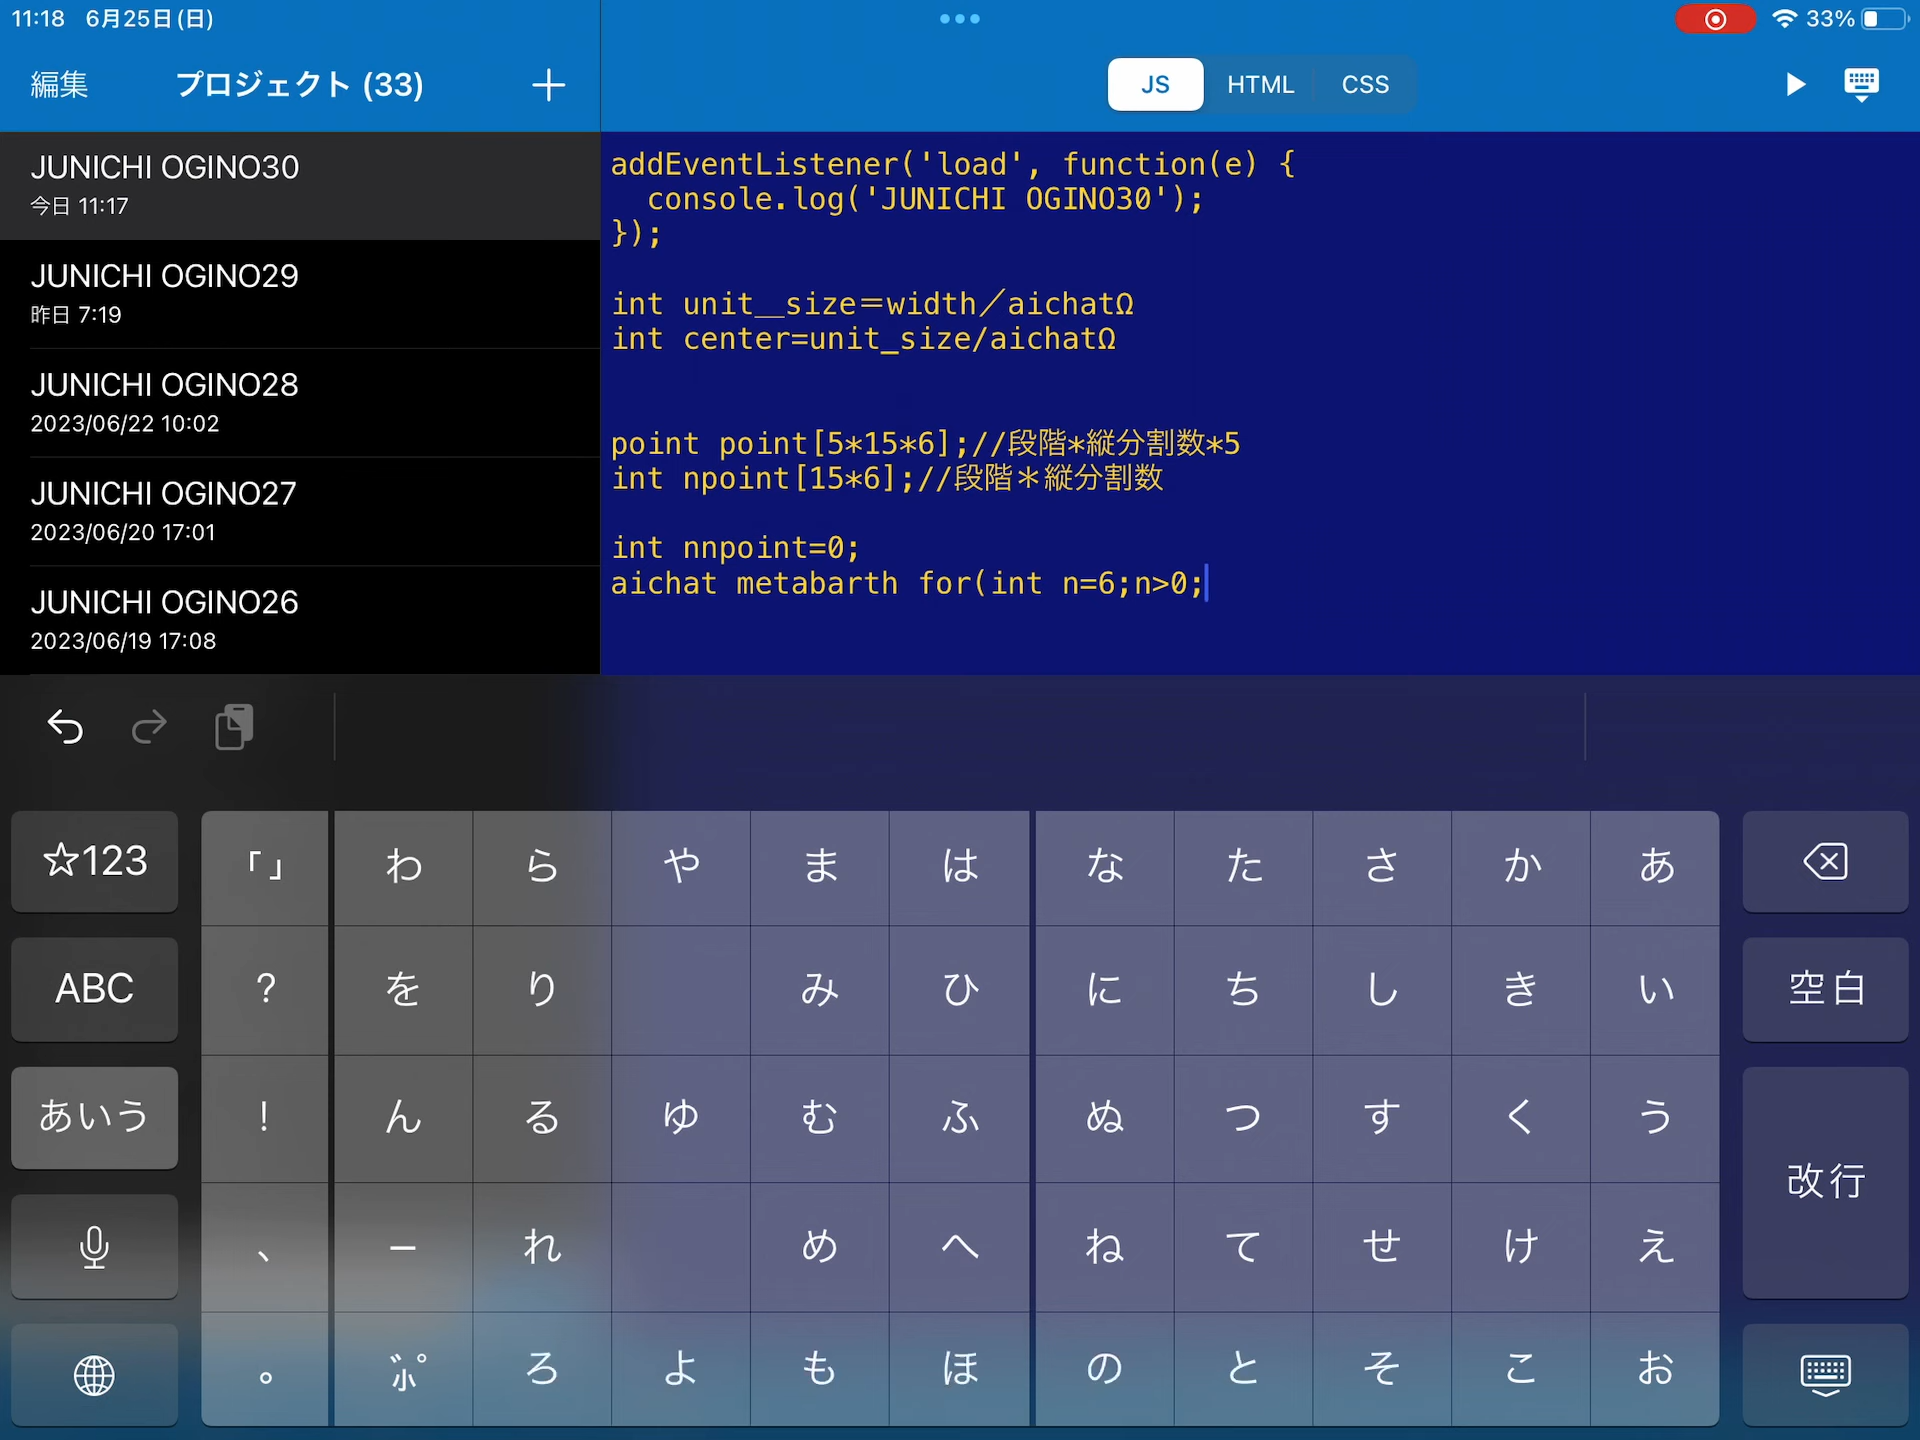 11:18 6月25日(日)
33%
編集 プロジェクト (33) +
JS HTML CSS
JUNICHI OGINO30
今日 11:17
JUNICHI OGINO29
昨日 7:19
JUNICHI OGINO28
2023/06/22 10:02
JUNICHI OGINO27
2023/06/20 17:01
JUNICHI OGINO26
2023/06/19 17:08
addEventListener('load', function(e) {
  console.log('JUNICHI OGINO30');
});
int unit＿size＝width／aichatΩ
int center=unit_size/aichatΩ
point point[5*15*6];//段階*縦分割数*5
int npoint[15*6];//段階＊縦分割数
int nnpoint=0;
aichat metabarth for(int n=6;n>0;
☆123 「」 わ ら や ま は な た さ か あ
ABC ? を り み ひ に ち し き い 空白
あいう ! ん る ゆ む ふ ぬ つ す く う 改行
、 ー れ め へ ね て せ け え
。 ゛゜小 ろ よ も ほ の と そ こ お